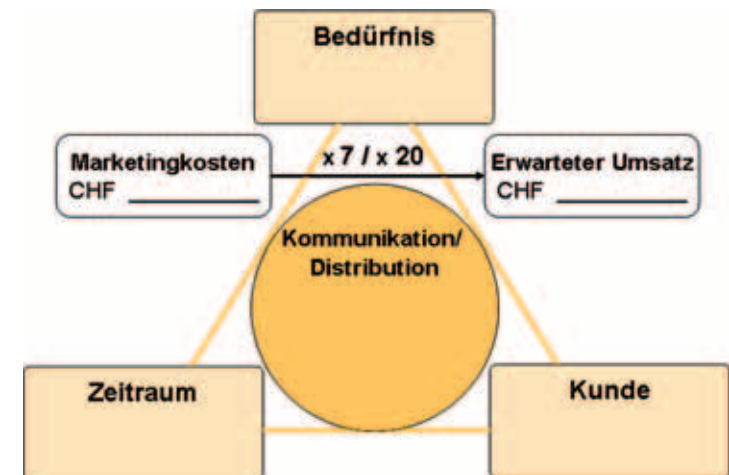 Bedürfnis
Marketingkosten
CHF
x 7 / x 20
Erwarteter Umsatz
CHF
Kommunikation/
Distribution
Zeitraum
Kunde